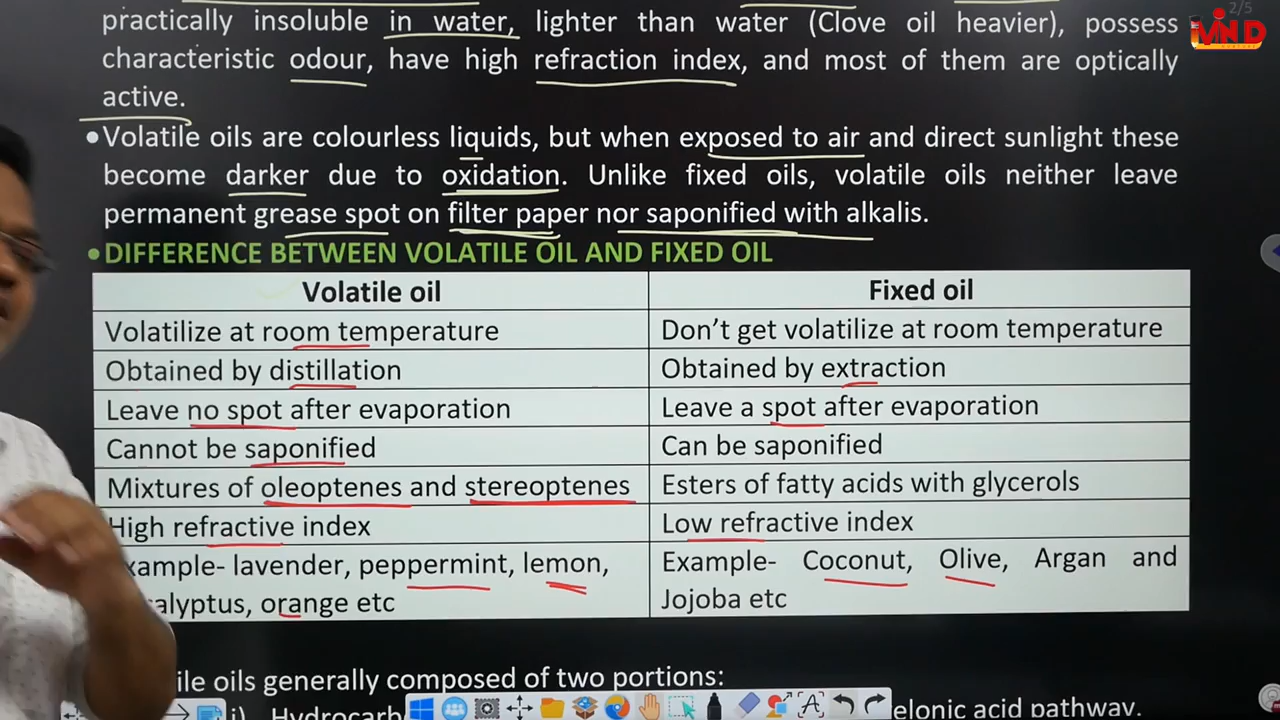 practically insoluble in water, lighter than water (Clove oil heavier), possess
characteristic odour, have high refraction index, and most of them are optically
active.
•Volatile oils are colourless liquids, but when exposed to air and direct sunlight these
become darker due to oxidation. Unlike fixed oils, volatile oils neither leave
permanent grease spot on filter paper nor saponified with alkalis.
•DIFFERENCE BETWEEN VOLATILE OIL AND FIXED OIL
Volatile oil Fixed oil
Volatilize at room temperature Don't get volatilize at room temperature
Obtained by distillation Obtained by extraction
Leave no spot after evaporation Leave a spot after evaporation
Cannot be saponified Can be saponified
Mixtures of oleoptenes and stereoptenes Esters of fatty acids with glycerols
High refractive index Low refractive index
xample- lavender, peppermint, lemon, Example- Coconut, Olive, Argan and
alyptus, orange etc Jojoba etc
ile oils generally composed of two portions:
i) Hydrocarb elonic acid pathway.
2/5
MIND